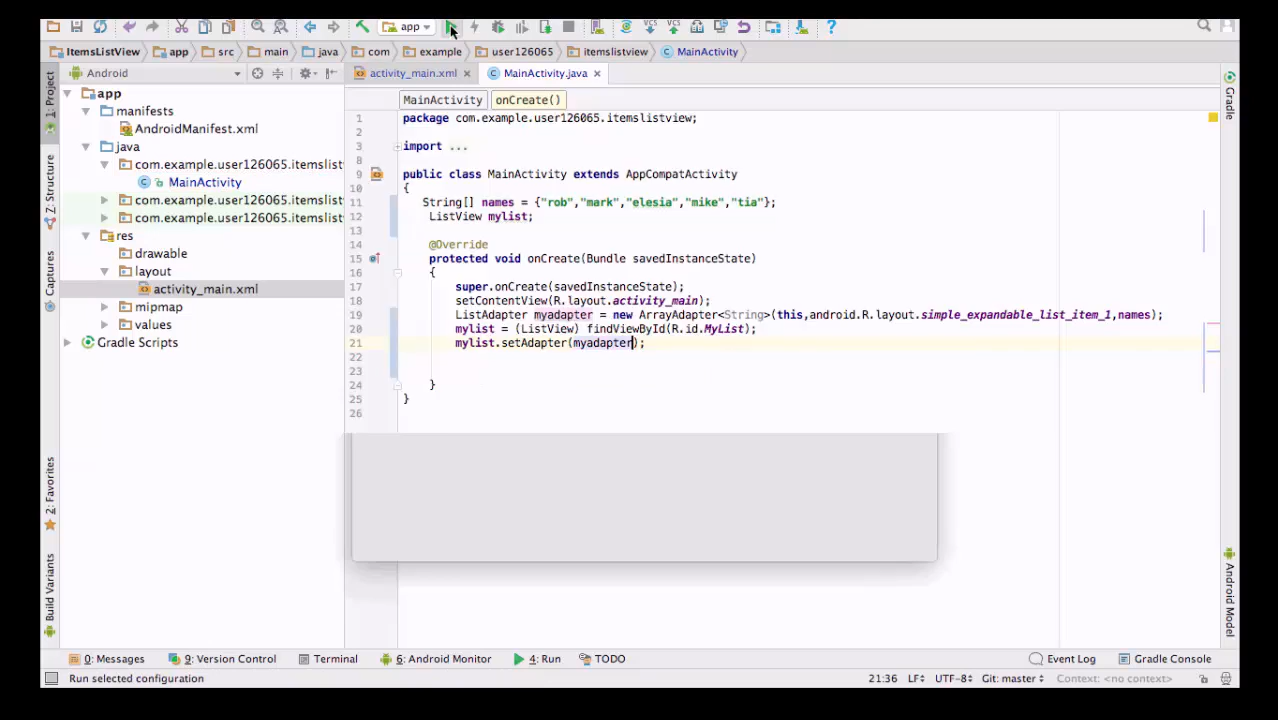 app
ItemsListView app src main java com example user126065 itemslistview MainActivity
Android
activity_main.xml MainActivity.java
1: Project
Z: Structure
Captures
2: Favorites
Build Variants
app
manifests
AndroidManifest.xml
java
com.example.user126065.itemslist
MainActivity
com.example.user126065.itemslist
com.example.user126065.itemslist
res
drawable
layout
activity_main.xml
mipmap
values
Gradle Scripts
MainActivity onCreate()
1 package com.example.user126065.itemslistview;
2
3 import ...
8
9 public class MainActivity extends AppCompatActivity
10 {
11 String[] names = {"rob","mark","elesia","mike","tia"};
12 ListView mylist;
13
14 @Override
15 protected void onCreate(Bundle savedInstanceState)
16 {
17 super.onCreate(savedInstanceState);
18 setContentView(R.layout.activity_main);
19 ListAdapter myadapter = new ArrayAdapter<String>(this,android.R.layout.simple_expandable_list_item_1,names);
20 mylist = (ListView) findViewById(R.id.MyList);
21 mylist.setAdapter(myadapter);
22
23
24 }
25 }
26
Gradle
Android Model
0: Messages 9: Version Control Terminal 6: Android Monitor 4: Run TODO Event Log Gradle Console
Run selected configuration 21:36 LF UTF-8 Git: master Context: <no context>